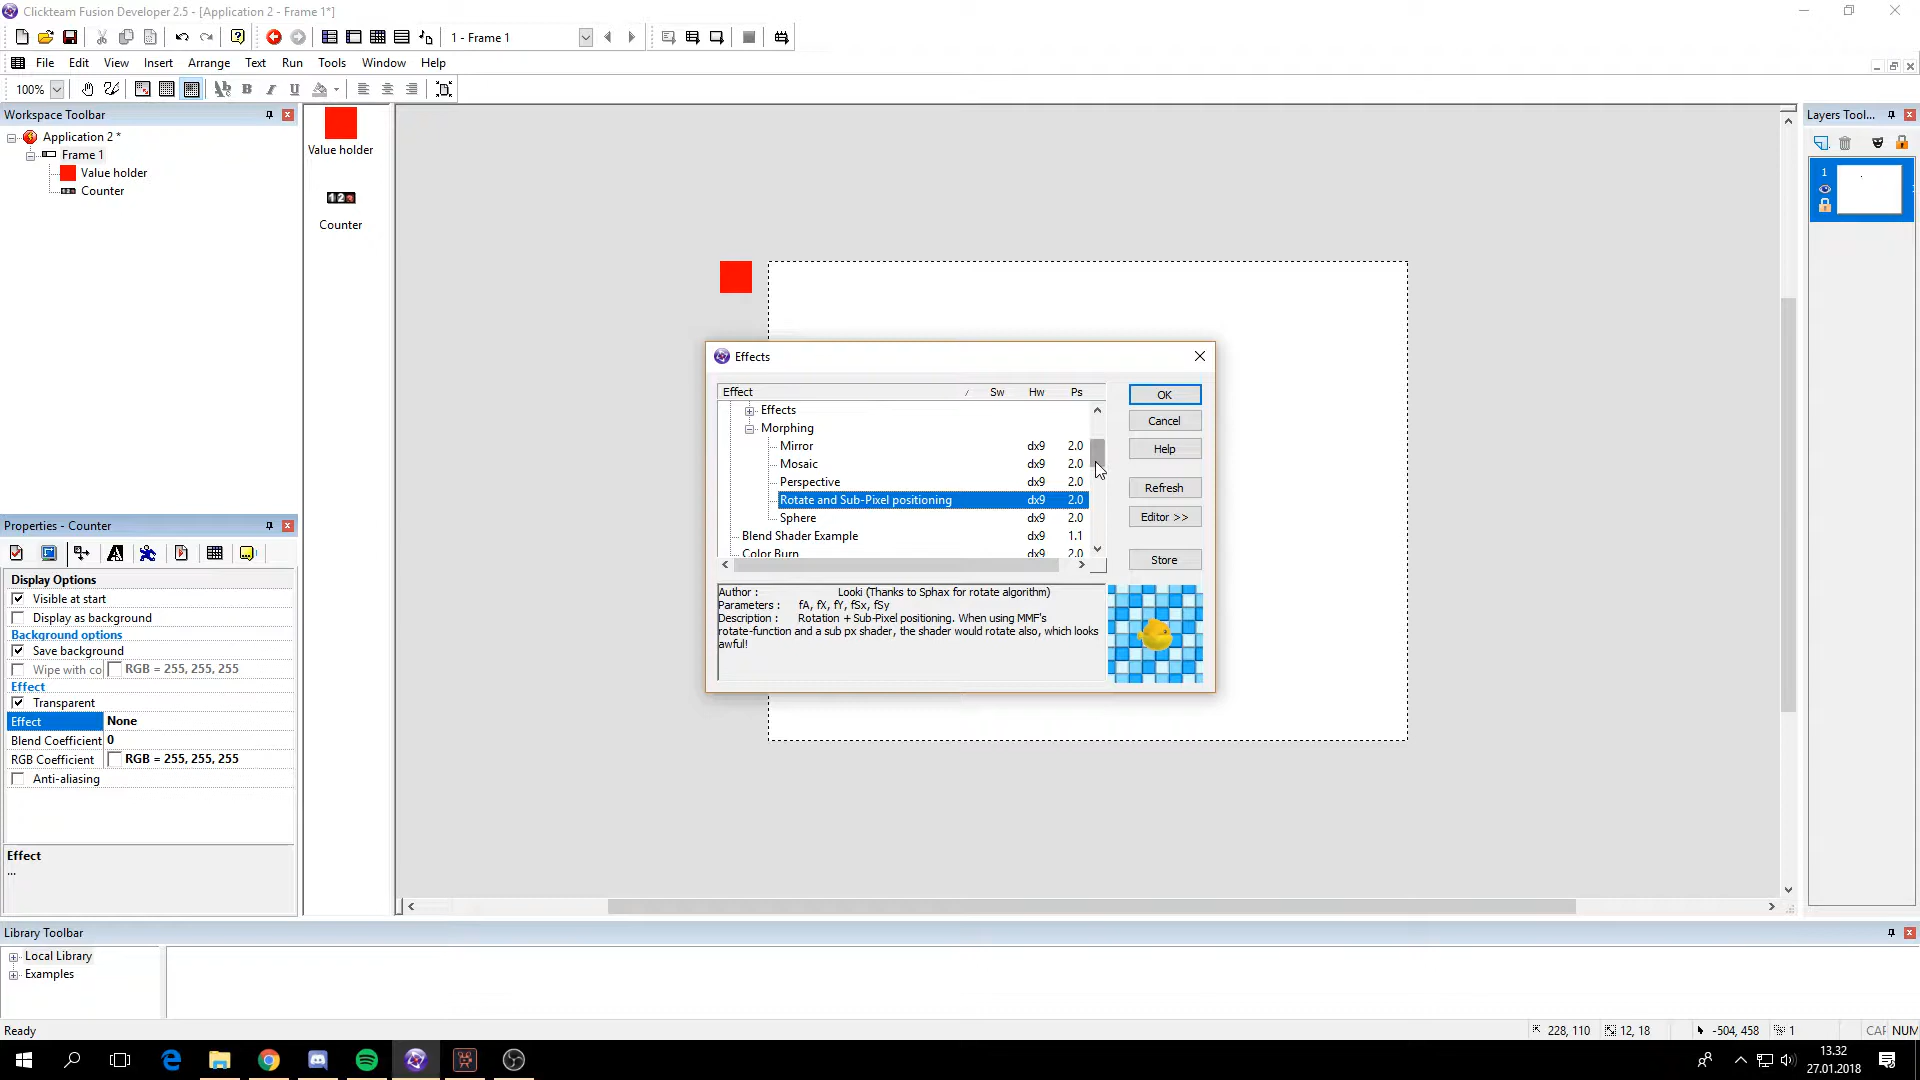 Clickteam Fusion Developer 2.5 - [Application 2 - Frame 1*]
1 - Frame 1
File Edit View Insert Arrange Text Run Tools Window Help
100%
Workspace Toolbar
Application 2 *
Frame 1
Value holder
Counter
Value holder
Counter
Layers Tool...
1
Effects
Effect / Sw Hw Ps
Effects
Morphing
Mirror dx9 2.0
Mosaic dx9 2.0
Perspective dx9 2.0
Rotate and Sub-Pixel positioning dx9 2.0
Sphere dx9 2.0
Blend Shader Example dx9 1.1
Color Burn dx9 2.0
OK
Cancel
Help
Refresh
Editor >>
Store
Author : Looki (Thanks to Sphax for rotate algorithm)
Parameters : fA, fX, fY, fSx, fSy
Description : Rotation + Sub-Pixel positioning. When using MMF's
rotate-function and a sub px shader, the shader would rotate also, which looks
awful!
Properties - Counter
Display Options
Visible at start
Display as background
Background options
Save background
Wipe with co RGB = 255, 255, 255
Effect
Transparent
Effect None
Blend Coefficient 0
RGB Coefficient RGB = 255, 255, 255
Anti-aliasing
Effect
...
Library Toolbar
Local Library
Examples
Ready
228, 110 12, 18 -504, 458 1 CAP NUM
13.32
27.01.2018